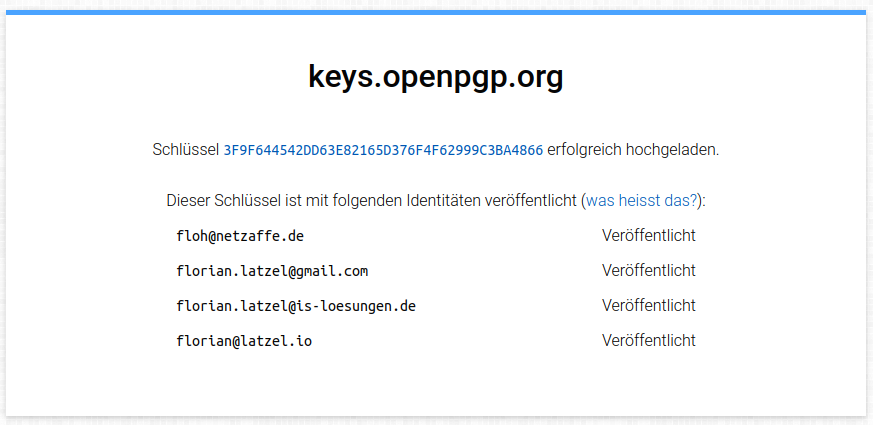 keys.openpgp.org
Schlüssel 3F9F644542DD63E82165D376F4F62999C3BA4866 erfolgreich hochgeladen.
Dieser Schlüssel ist mit folgenden Identitäten veröffentlicht (was heisst das?):
floh@netzaffe.de Veröffentlicht
florian.latzel@gmail.com Veröffentlicht
florian.latzel@is-loesungen.de Veröffentlicht
florian@latzel.io Veröffentlicht